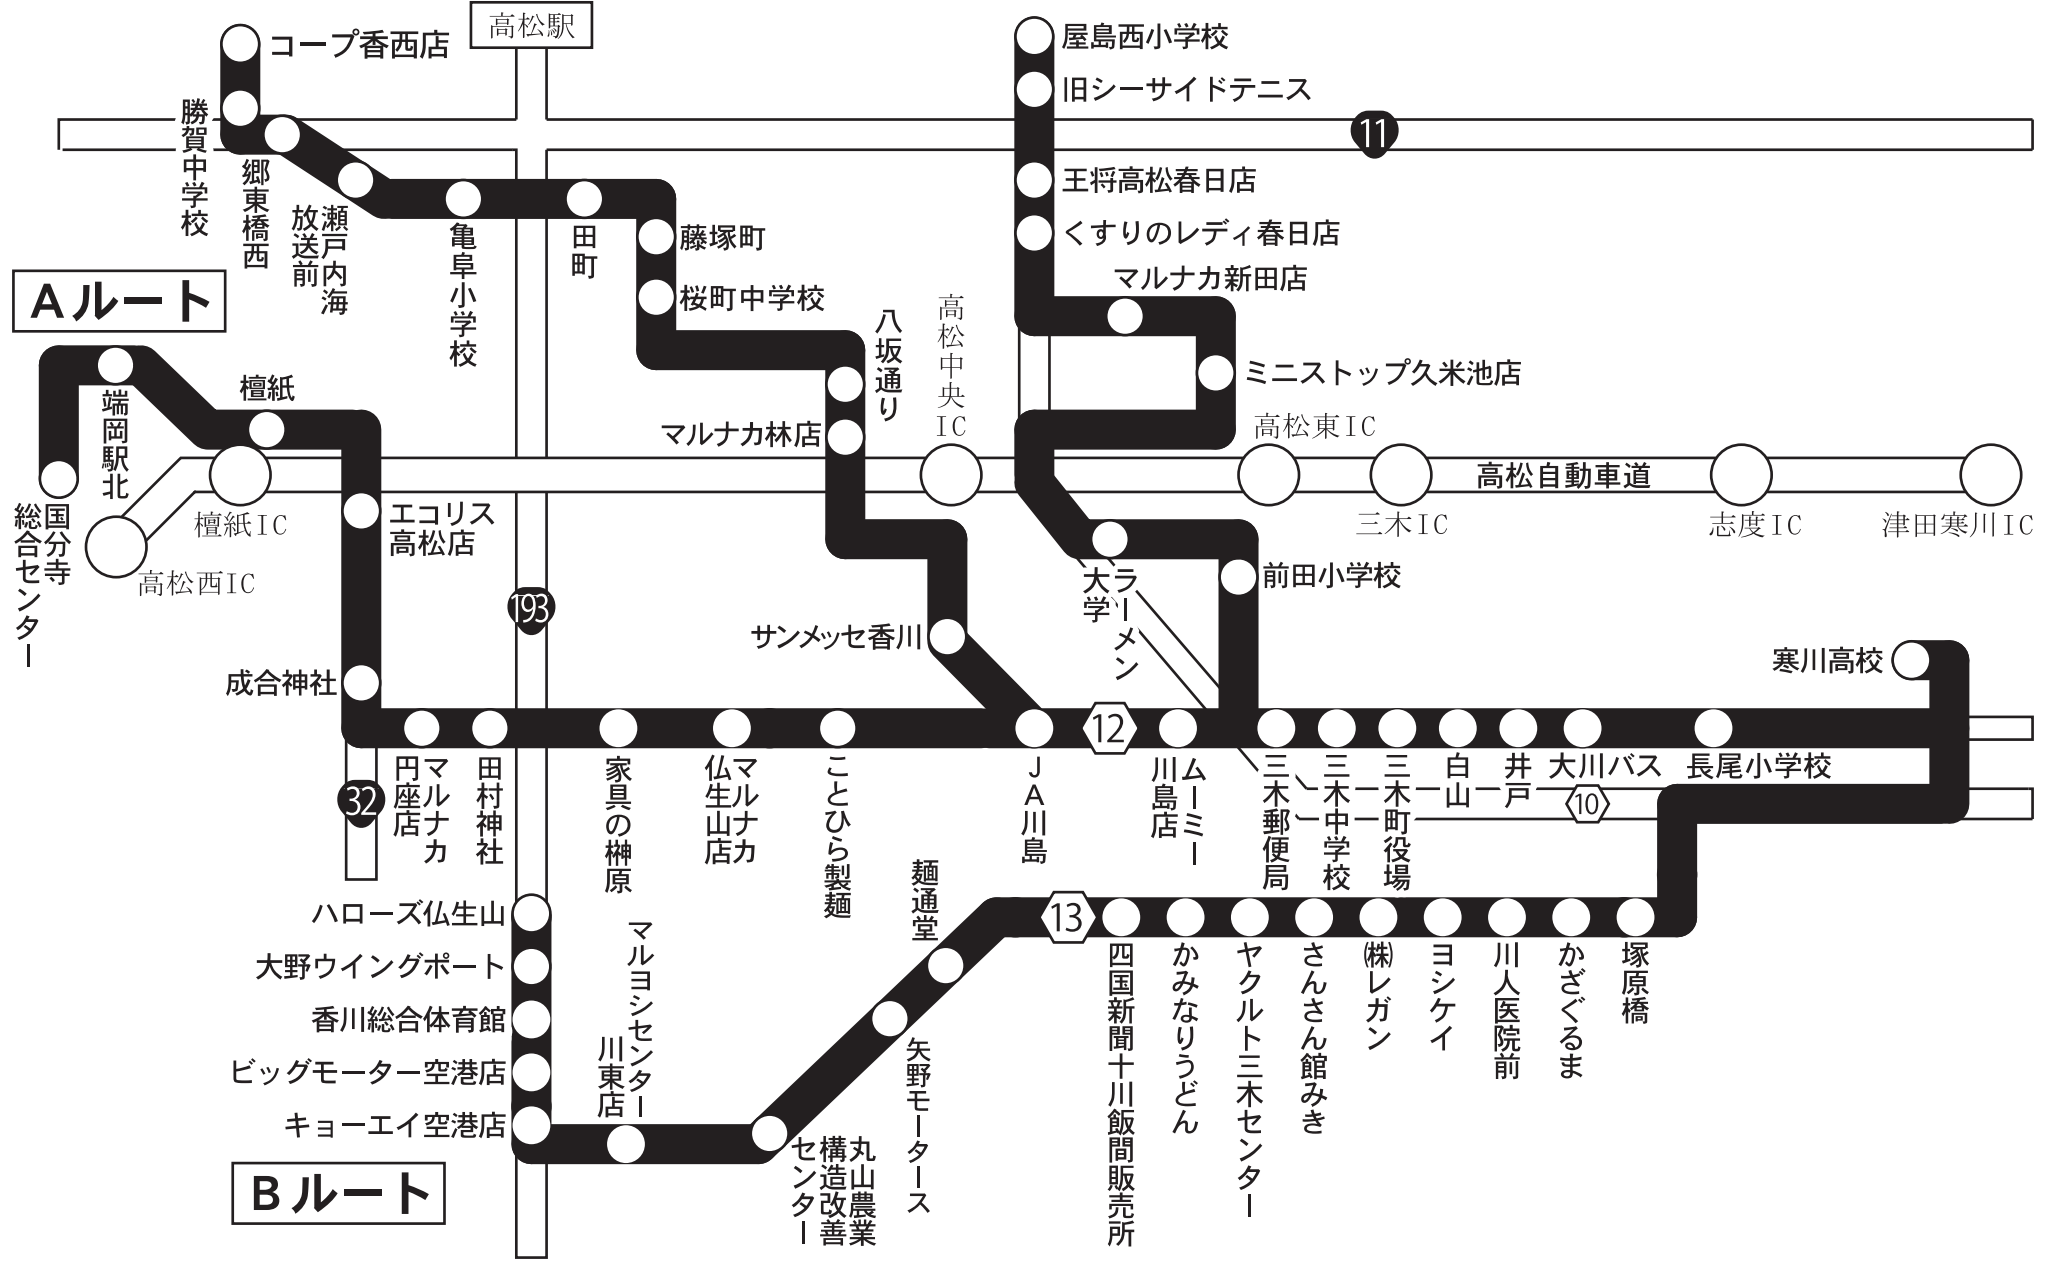 コープ香西店
高松駅
屋島西小学校
旧シーサイドテニス
11
勝賀中学校
郷東橋西
瀬戸内海
放送前
亀阜小学校
田町
藤塚町
桜町中学校
王将高松春日店
くすりのレディ春日店
マルナカ新田店
ミニストップ久米池店
Aルート
端岡駅北
檀紙
国分寺
総合センター
檀紙IC
高松西IC
エコリス
高松店
成合神社
193
八坂通り
マルナカ林店
高松中央
IC
高松東IC
三木IC
高松自動車道
志度IC
津田寒川IC
サンメッセ香川
ラーメン
大学
前田小学校
寒川高校
32
マルナカ
円座店
田村神社
家具の榊原
マルナカ
仏生山店
ことひら製麺
JA川島
12
ムーミー
川島店
三木郵便局
三木中学校
三木町役場
白山
井戸
大川バス
長尾小学校
10
ハローズ仏生山
大野ウイングポート
香川総合体育館
ビッグモーター空港店
キョーエイ空港店
Bルート
マルヨシセンター
川東店
丸山農業
構造改善
センター
矢野モータース
麺通堂
13
四国新聞十川飯間販売所
かみなりうどん
ヤクルト三木センター
さんさん館みき
㈱レガン
ヨシケイ
川人医院前
かざぐるま
塚原橋